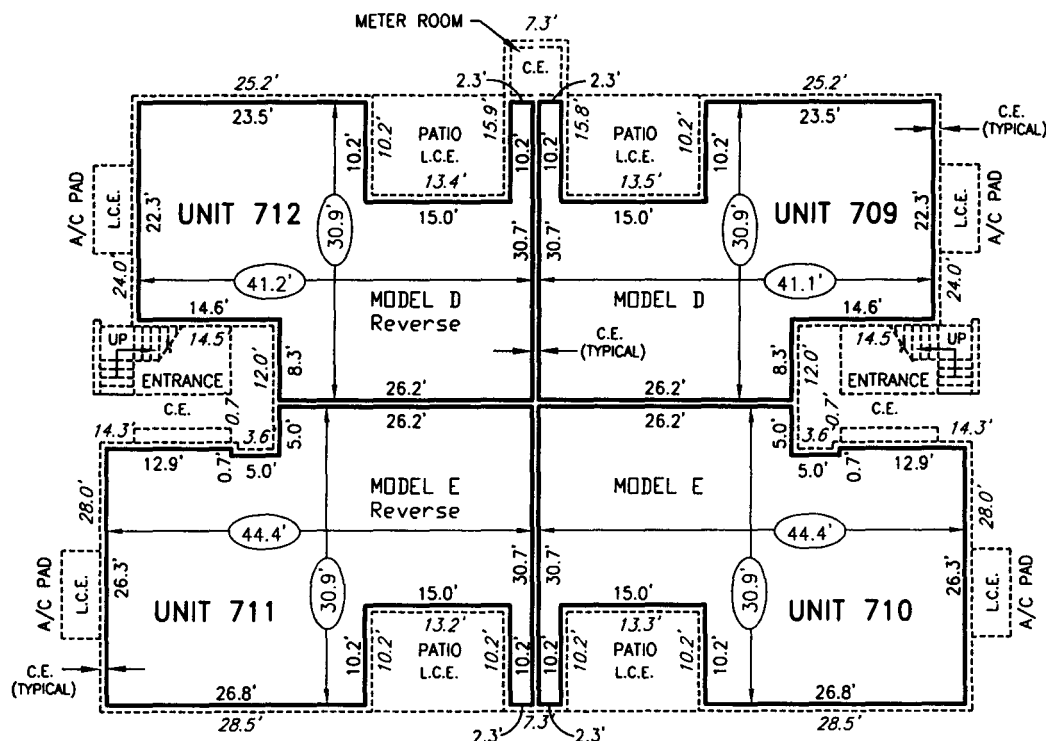 METER ROOM
7.3'
C.E.
2.3'
2.3'
25.2'
25.2'
23.5'
23.5'
C.E.
(TYPICAL)
10.2'
10.2'
PATIO
L.C.E.
15.9'
10.2'
10.2'
15.8'
PATIO
L.C.E.
10.2'
10.2'
13.4'
13.5'
A/C PAD
L.C.E.
22.3'
UNIT 712
15.0'
15.0'
UNIT 709
22.3'
L.C.E.
A/C PAD
30.9'
30.7'
30.7'
30.9'
24.0'
41.2'
41.1'
24.0'
14.6'
MODEL D
Reverse
MODEL D
14.6'
UP
14.5'
ENTRANCE
12.0'
8.3'
C.E.
(TYPICAL)
8.3'
12.0'
14.5'
UP
ENTRANCE
C.E.
0.7'
26.2'
26.2'
0.7'
C.E.
14.3'
3.6'
5.0'
26.2'
26.2'
5.0'
3.6'
14.3'
12.9'
0.7'
5.0'
5.0'
0.7'
12.9'
MODEL E
Reverse
MODEL E
28.0'
28.0'
44.4'
44.4'
A/C PAD
L.C.E.
26.3'
30.9'
30.7'
30.7'
30.9'
26.3'
L.C.E.
A/C PAD
UNIT 711
15.0'
15.0'
UNIT 710
13.2'
13.3'
10.2'
10.2'
PATIO
L.C.E.
10.2'
10.2'
10.2'
10.2'
PATIO
L.C.E.
10.2'
10.2'
C.E.
(TYPICAL)
26.8'
26.8'
28.5'
7.3'
28.5'
2.3'
2.3'